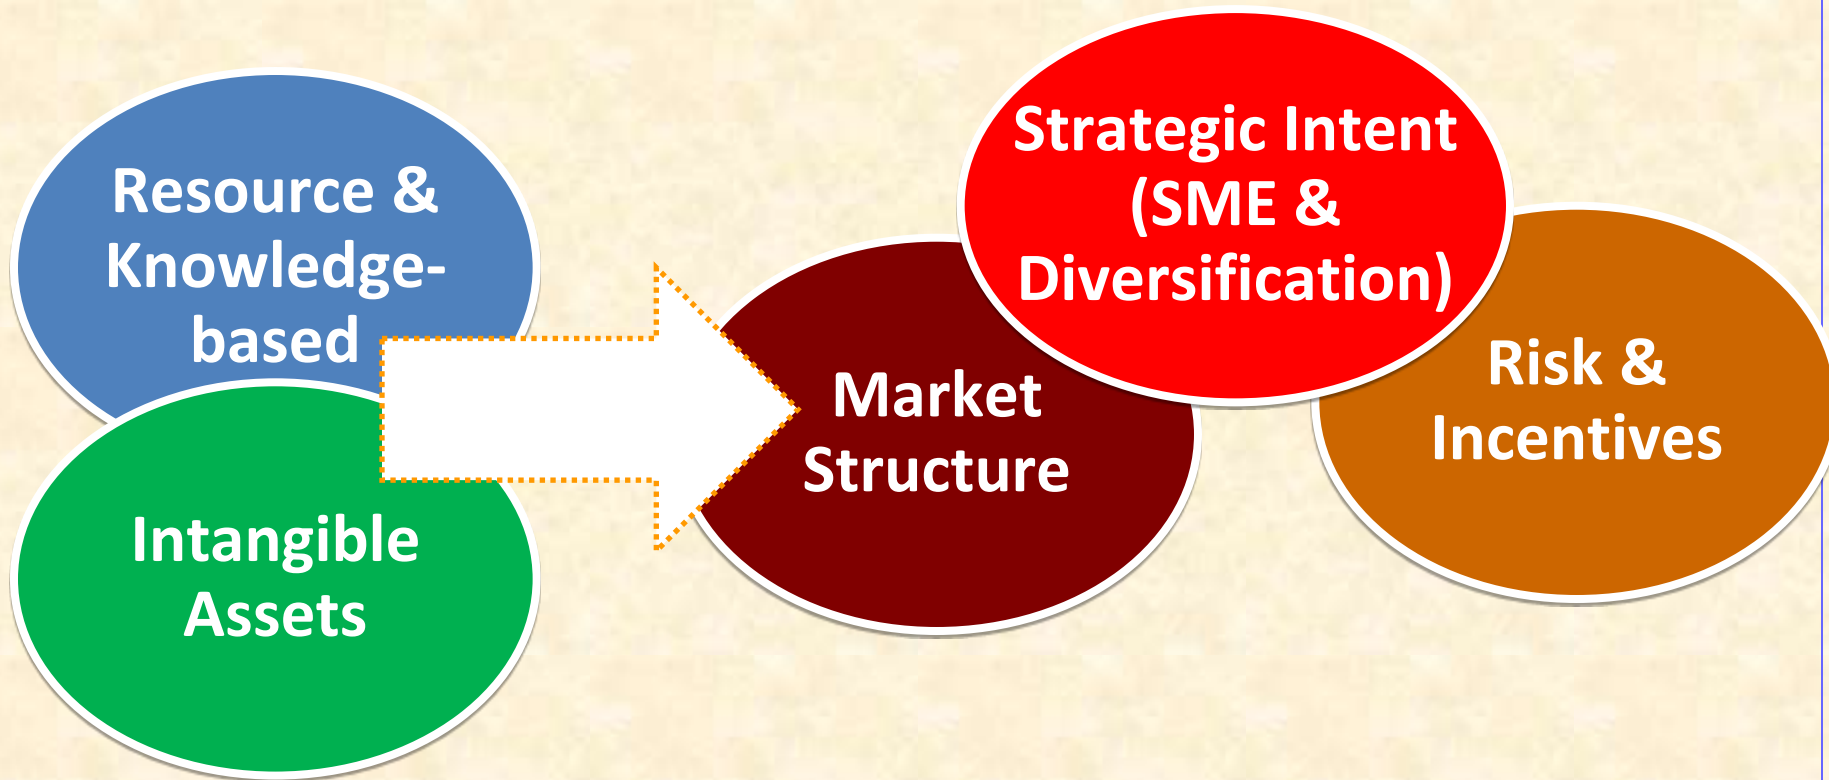 Resource &
Knowledge-
based
Intangible
Assets
Market
Structure
Strategic Intent
(SME &
Diversification)
Risk &
Incentives